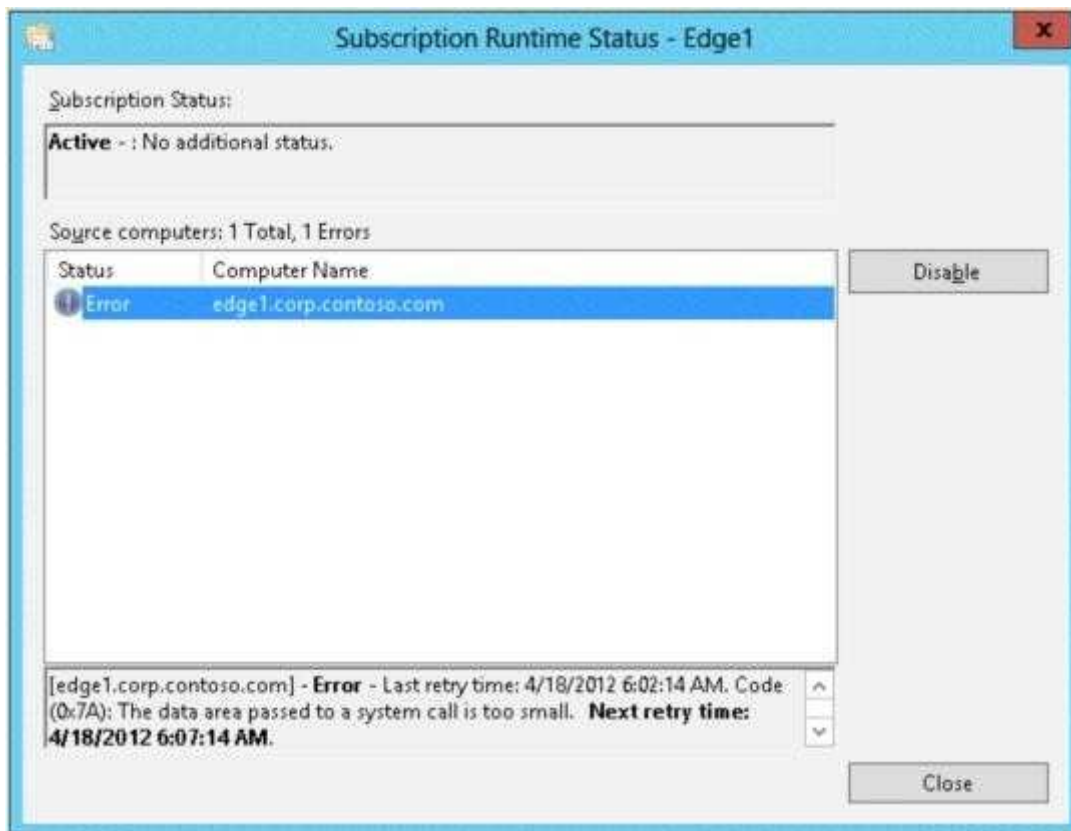 Subscription Runtime Status - Edge1
x
Subscription Status:
Active - : No additional status.
Source computers: 1 Total, 1 Errors
Status Computer Name
Disable
Error edge1.corp.contoso.com
[edge1.corp.contoso.com] - Error - Last retry time: 4/18/2012 6:02:14 AM. Code
(0x7A): The data area passed to a system call is too small. Next retry time:
4/18/2012 6:07:14 AM.
Close